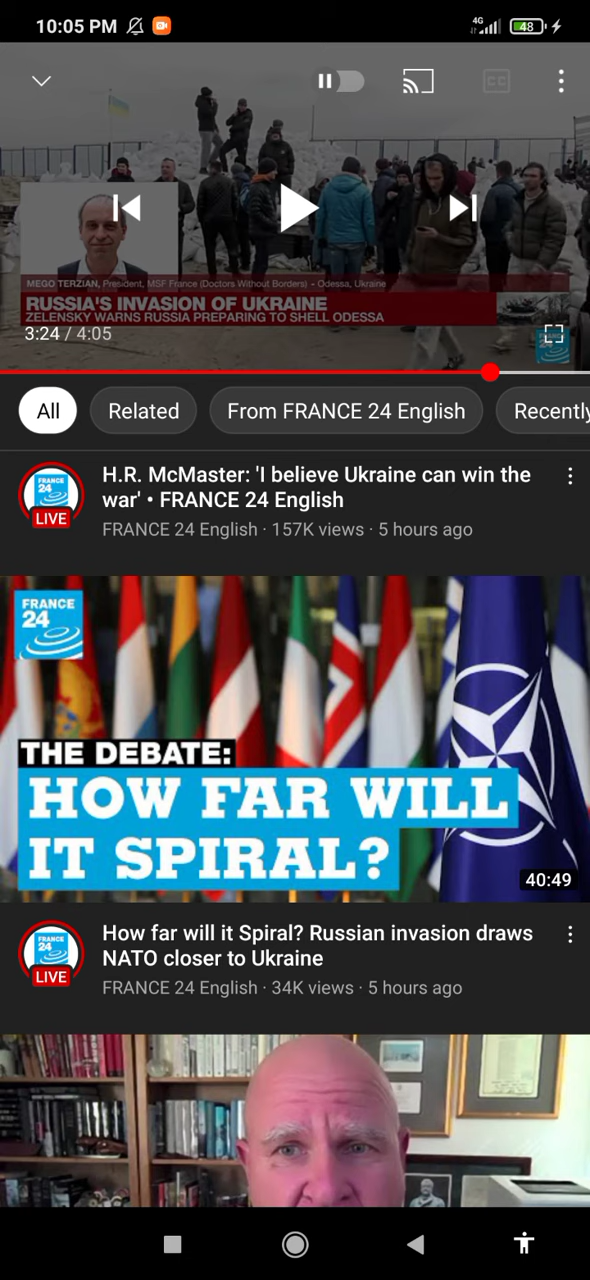 10:05 PM
4G
48
CC
MEGO TERZIAN, President, MSF France (Doctors Without Borders) - Odessa, Ukraine
RUSSIA'S INVASION OF UKRAINE
ZELENSKY WARNS RUSSIA PREPARING TO SHELL ODESSA
3:24 / 4:05
24
All
Related
From FRANCE 24 English
Recently
FRANCE
24
LIVE
H.R. McMaster: 'I believe Ukraine can win the
war' • FRANCE 24 English
FRANCE 24 English · 157K views · 5 hours ago
FRANCE
24
THE DEBATE:
HOW FAR WILL
IT SPIRAL?
40:49
FRANCE
24
LIVE
How far will it Spiral? Russian invasion draws
NATO closer to Ukraine
FRANCE 24 English · 34K views · 5 hours ago